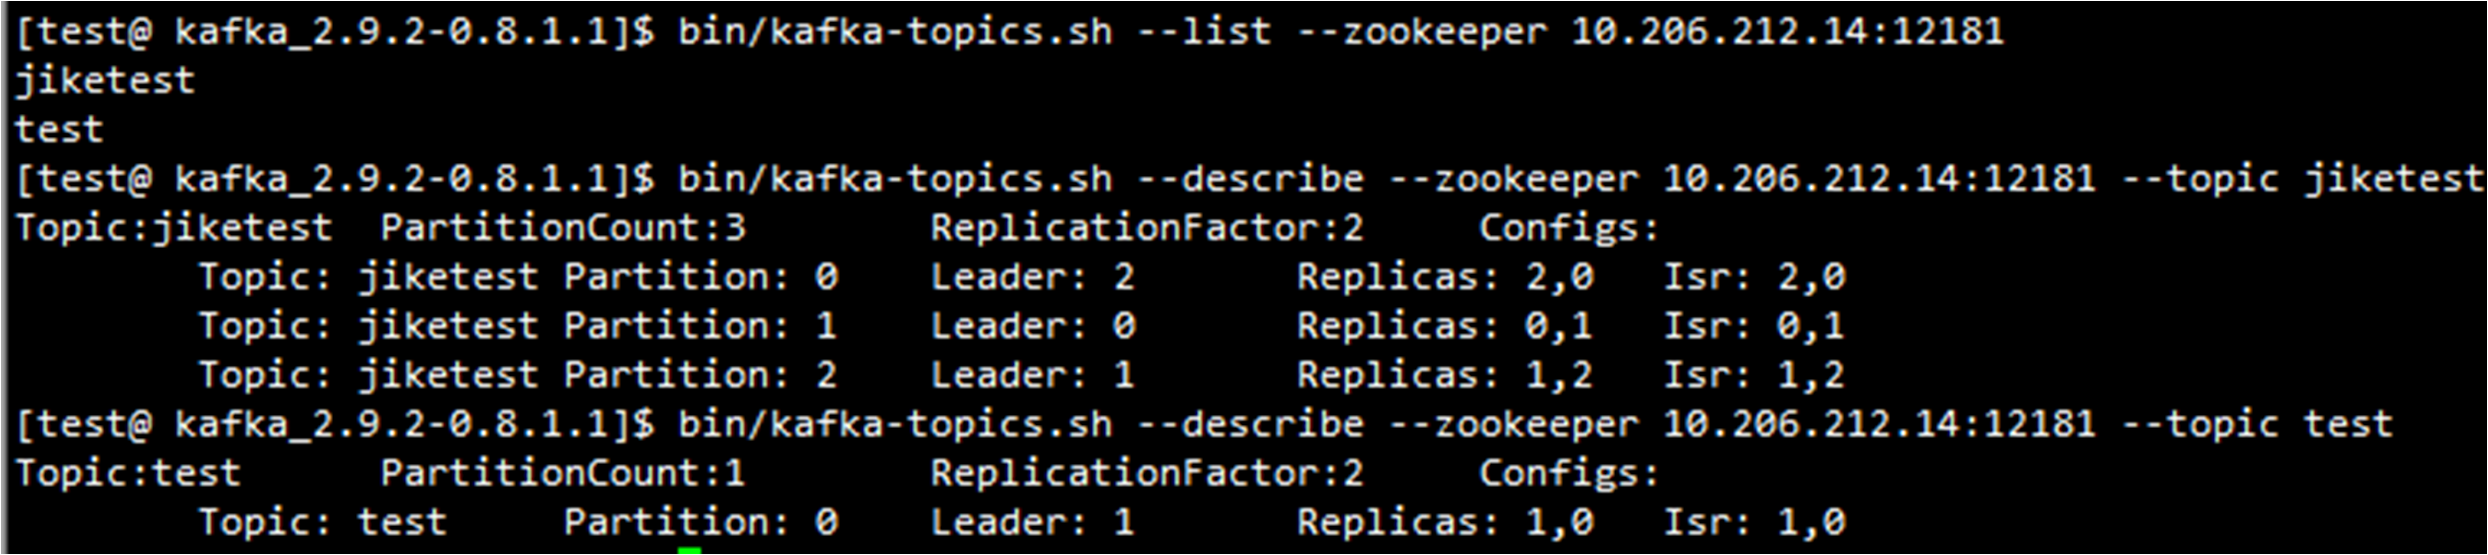 [test@ kafka_2.9.2-0.8.1.1]$ bin/kafka-topics.sh --list --zookeeper 10.206.212.14:12181
jiketest
test
[test@ kafka_2.9.2-0.8.1.1]$ bin/kafka-topics.sh --describe --zookeeper 10.206.212.14:12181 --topic jiketest
Topic:jiketest  PartitionCount:3        ReplicationFactor:2     Configs:
        Topic: jiketest Partition: 0    Leader: 2       Replicas: 2,0   Isr: 2,0
        Topic: jiketest Partition: 1    Leader: 0       Replicas: 0,1   Isr: 0,1
        Topic: jiketest Partition: 2    Leader: 1       Replicas: 1,2   Isr: 1,2
[test@ kafka_2.9.2-0.8.1.1]$ bin/kafka-topics.sh --describe --zookeeper 10.206.212.14:12181 --topic test
Topic:test      PartitionCount:1        ReplicationFactor:2     Configs:
        Topic: test     Partition: 0    Leader: 1       Replicas: 1,0   Isr: 1,0